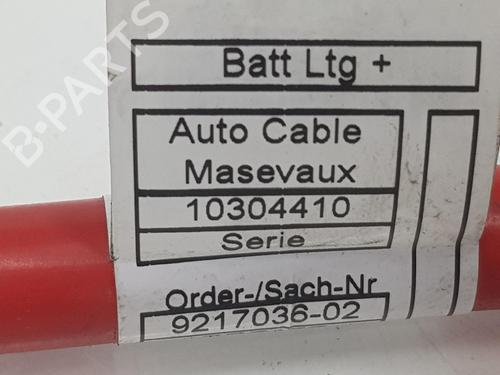 B-PARTS
Batt Ltg +
Auto Cable
Masevaux
10304410
Serie
Order-/Sach-Nr
9217036-02